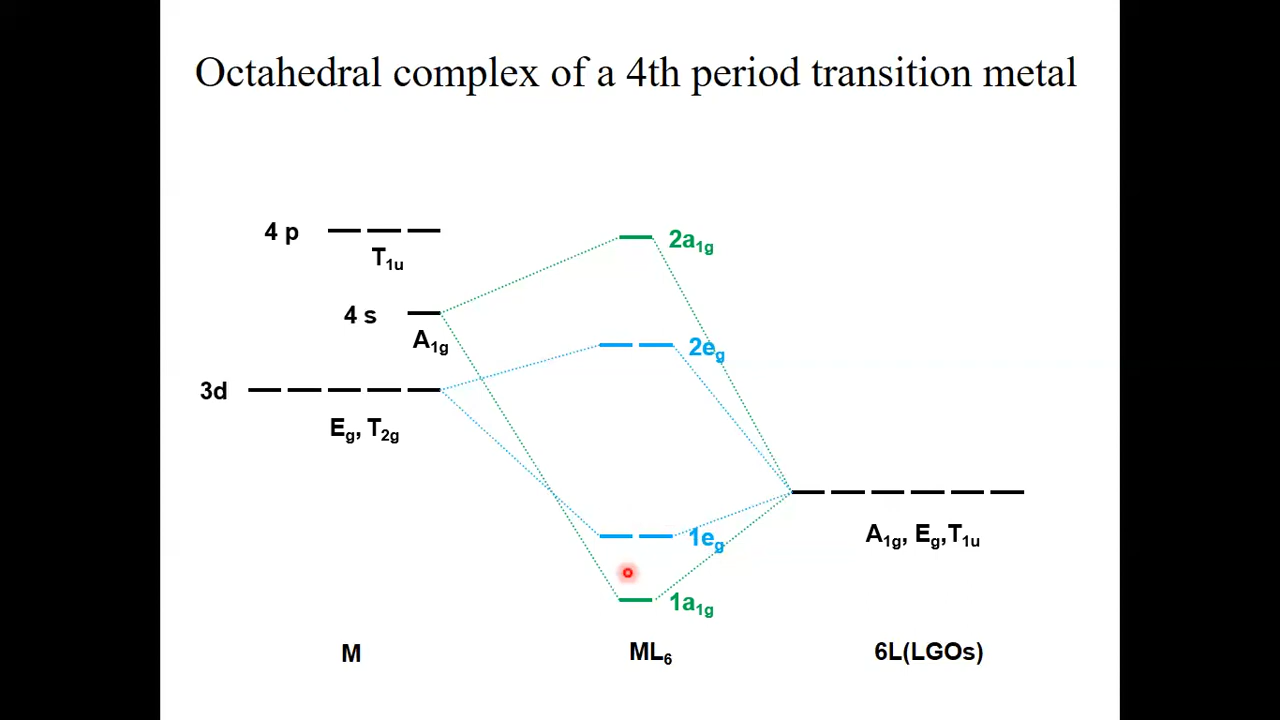 Octahedral complex of a 4th period transition metal
4 p
T1u
2a1g
4 s
A1g
2eg
3d
Eg, T2g
A1g, Eg,T1u
1eg
1a1g
M
ML6
6L(LGOs)